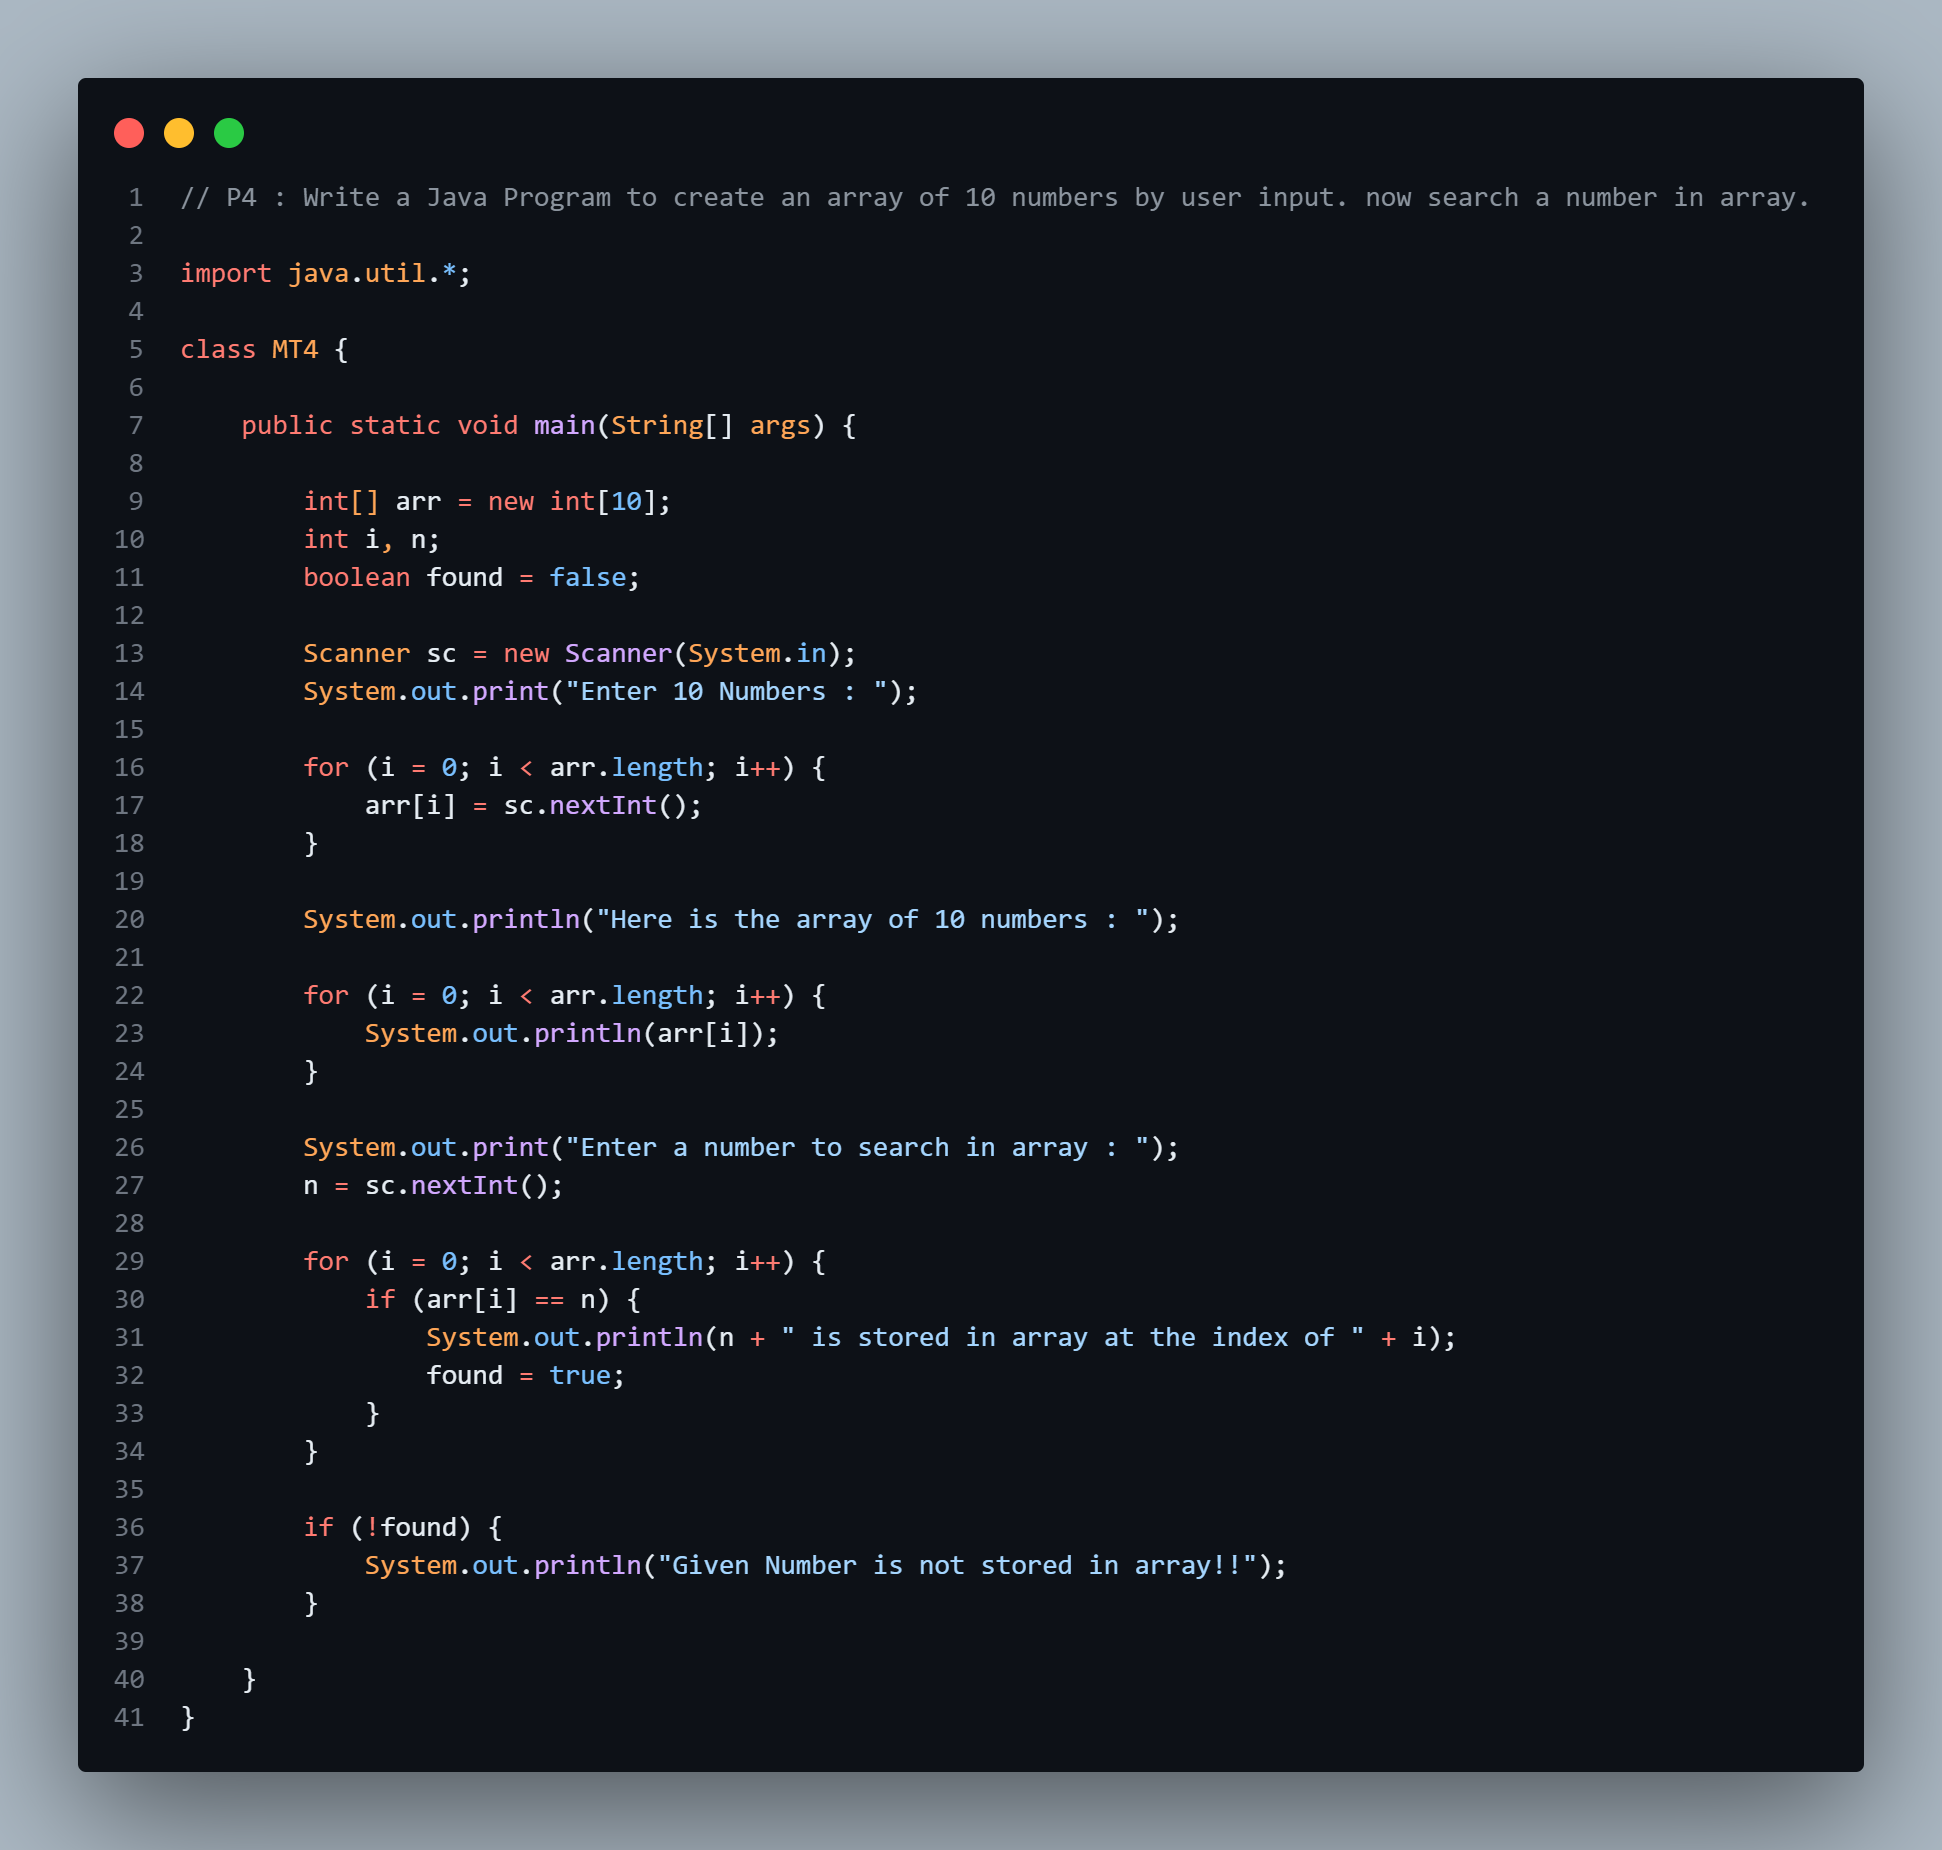 1 // P4 : Write a Java Program to create an array of 10 numbers by user input. now search a number in array.
2
3 import java.util.*;
4
5 class MT4 {
6
7     public static void main(String[] args) {
8
9         int[] arr = new int[10];
10         int i, n;
11         boolean found = false;
12
13         Scanner sc = new Scanner(System.in);
14         System.out.print("Enter 10 Numbers : ");
15
16         for (i = 0; i < arr.length; i++) {
17             arr[i] = sc.nextInt();
18         }
19
20         System.out.println("Here is the array of 10 numbers : ");
21
22         for (i = 0; i < arr.length; i++) {
23             System.out.println(arr[i]);
24         }
25
26         System.out.print("Enter a number to search in array : ");
27         n = sc.nextInt();
28
29         for (i = 0; i < arr.length; i++) {
30             if (arr[i] == n) {
31                 System.out.println(n + " is stored in array at the index of " + i);
32                 found = true;
33             }
34         }
35
36         if (!found) {
37             System.out.println("Given Number is not stored in array!!");
38         }
39
40     }
41 }